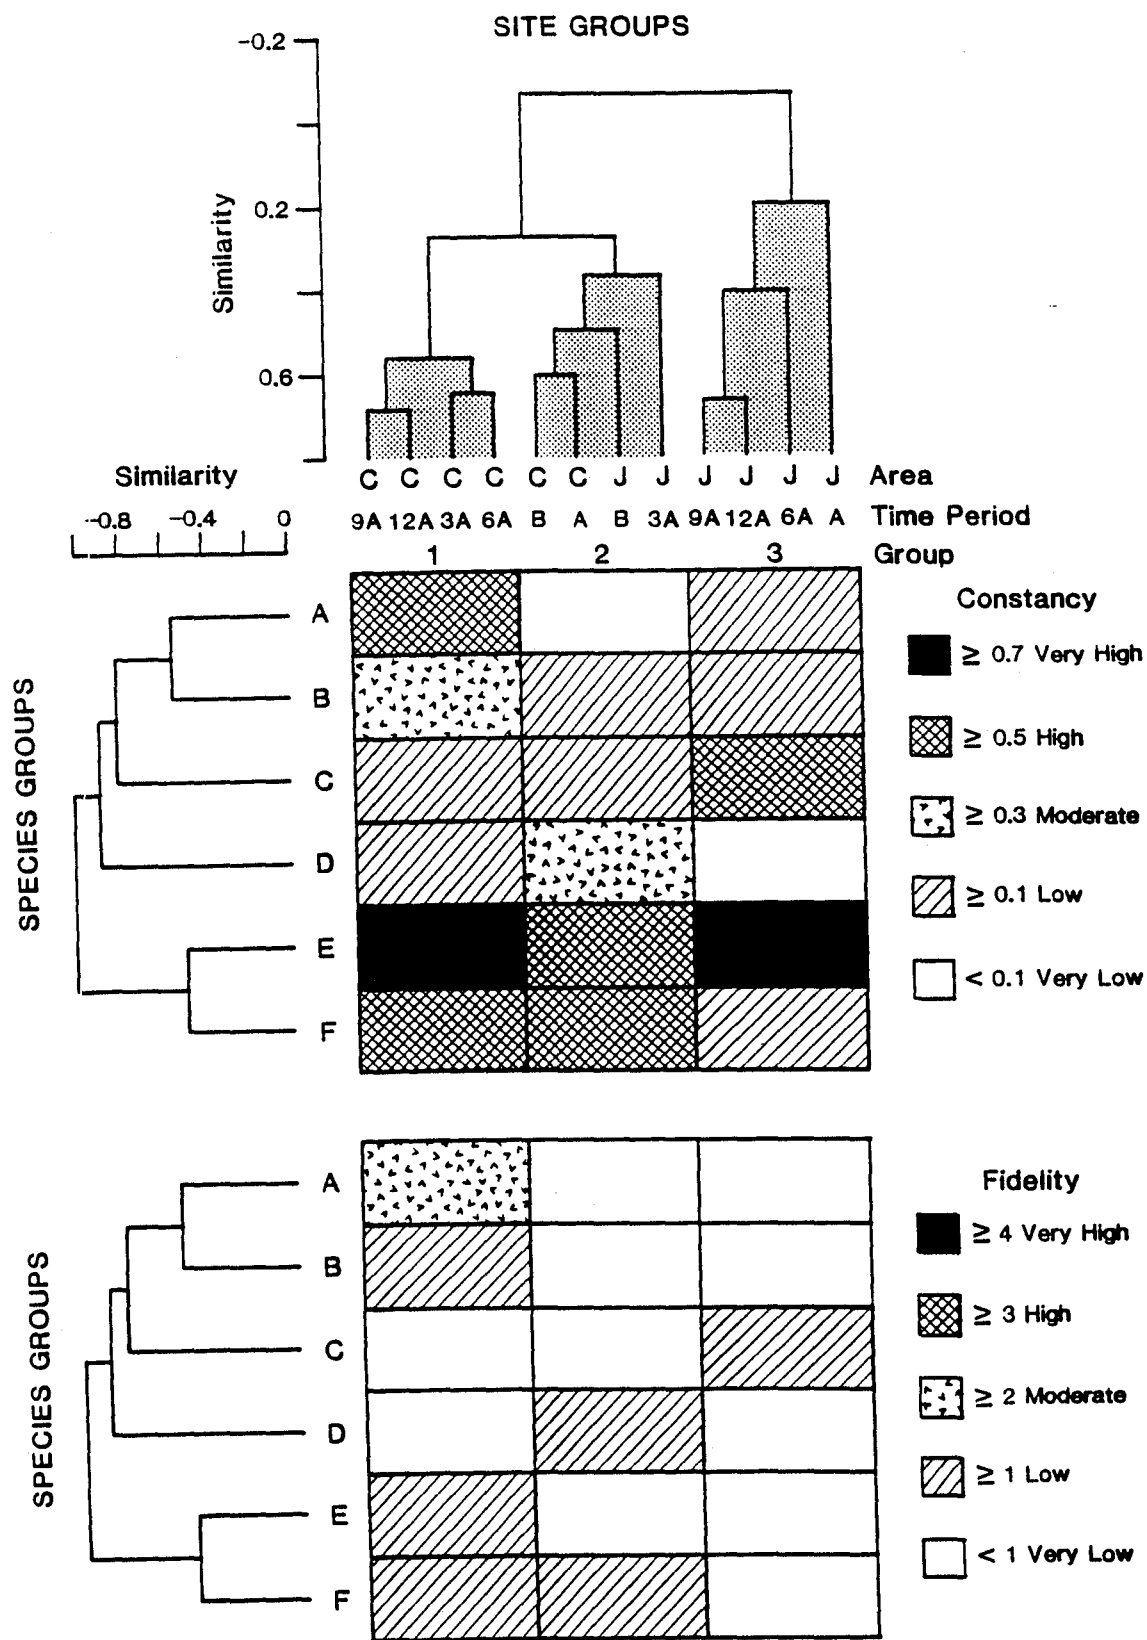 SITE GROUPS
-0.2
0.2
0.6
Similarity
C C C C C C J J J J J J Area
9A 12A 3A 6A B A B 3A 9A 12A 6A A Time Period
1 2 3 Group
Similarity
-0.8 -0.4 0
SPECIES GROUPS
A
B
C
D
E
F
Constancy
≥ 0.7 Very High
≥ 0.5 High
≥ 0.3 Moderate
≥ 0.1 Low
< 0.1 Very Low
SPECIES GROUPS
A
B
C
D
E
F
Fidelity
≥ 4 Very High
≥ 3 High
≥ 2 Moderate
≥ 1 Low
< 1 Very Low